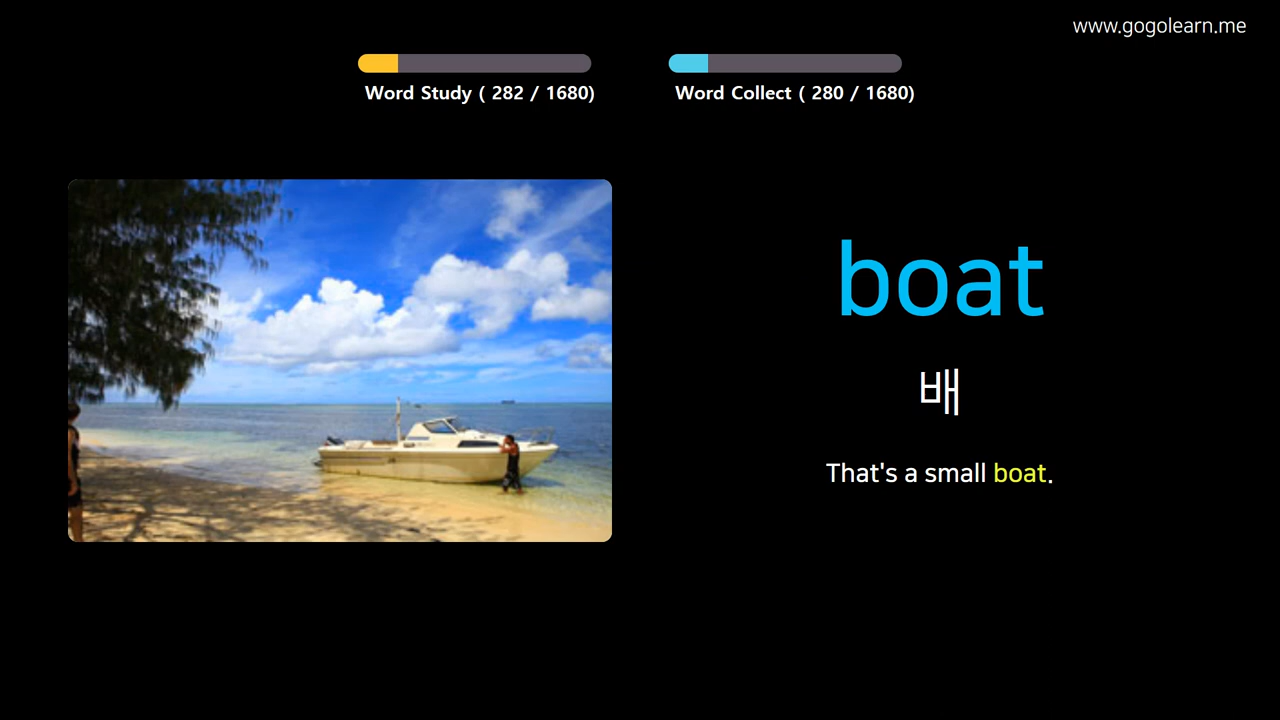 www.gogolearn.me
Word Study ( 282 / 1680)
Word Collect ( 280 / 1680)
boat
배
That's a small boat.